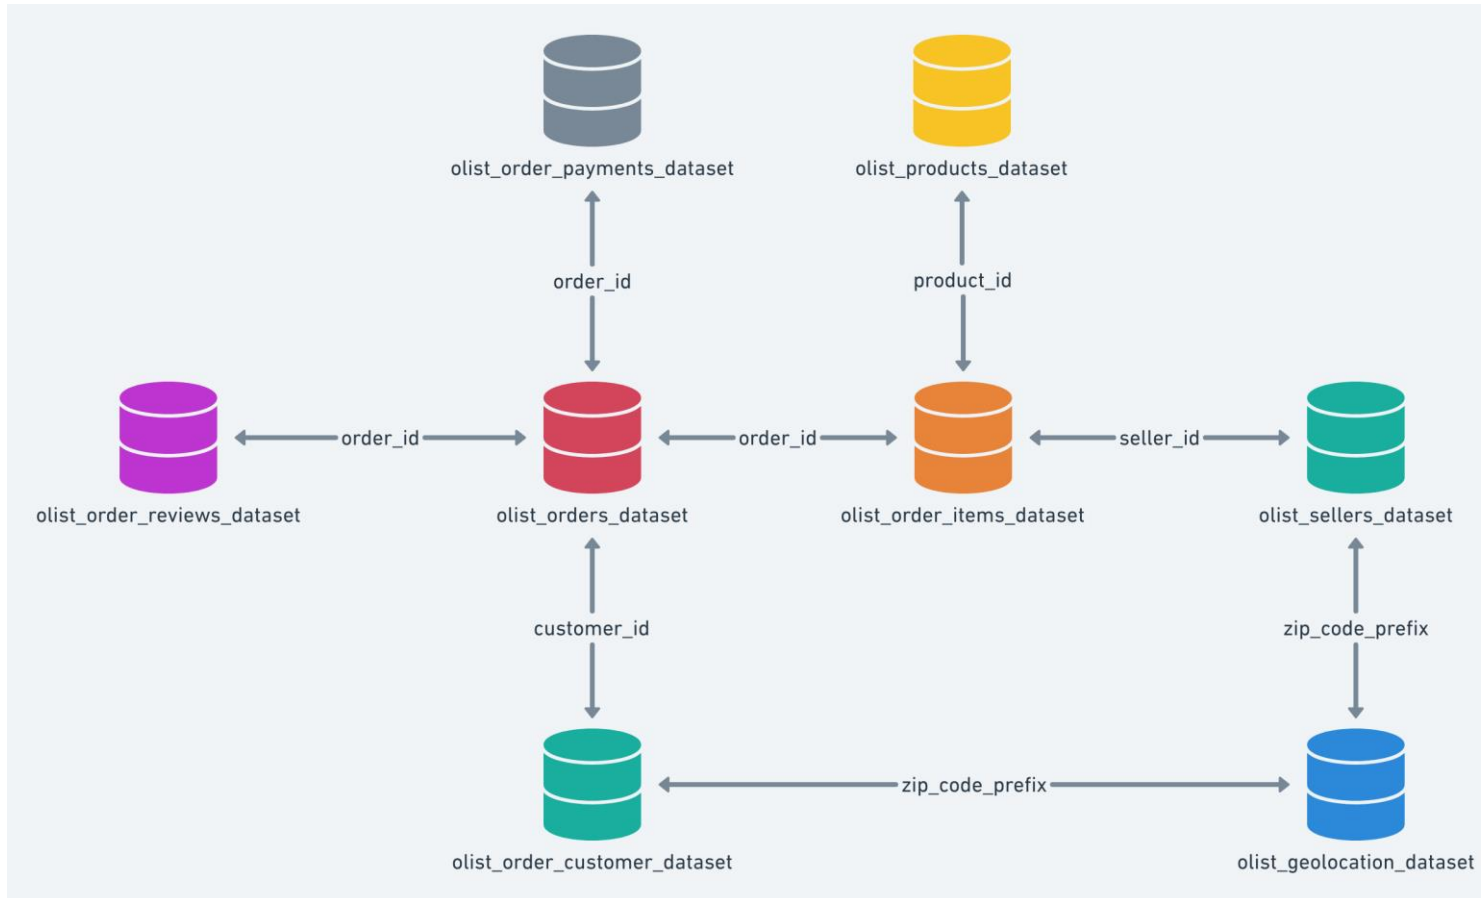 olist_order_payments_dataset
olist_products_dataset
order_id
product_id
order_id
order_id
seller_id
olist_order_reviews_dataset
olist_orders_dataset
olist_order_items_dataset
olist_sellers_dataset
customer_id
zip_code_prefix
zip_code_prefix
olist_order_customer_dataset
olist_geolocation_dataset